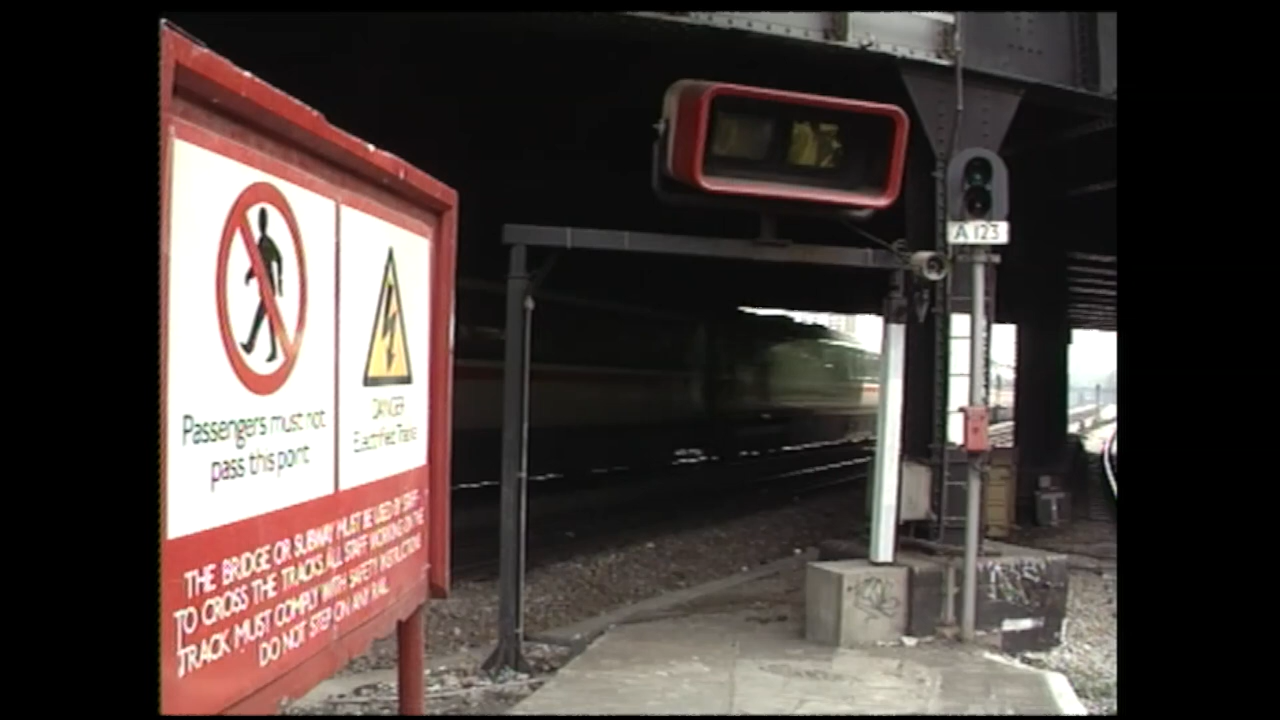 Passengers must not
pass this point
DANGER
Electrified Tracks
THE BRIDGE OR SUBWAY MUST BE USED BY STAFF
TO CROSS THE TRACKS. ALL STAFF WORKING ON THE
TRACK MUST COMPLY WITH SAFETY INSTRUCTIONS
DO NOT STEP ON ANY RAIL
A 123